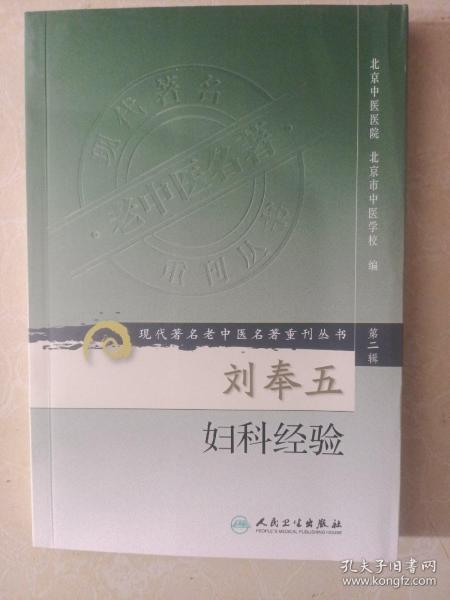 北京中医医院 北京市中医学校 编
现代著名
老中医名著
重刊丛书
现代著名老中医名著重刊丛书
第二辑
刘奉五
妇科经验
人民卫生出版社
PEOPLE'S MEDICAL PUBLISHING HOUSE
孔夫子旧书网
www.kongfz.com